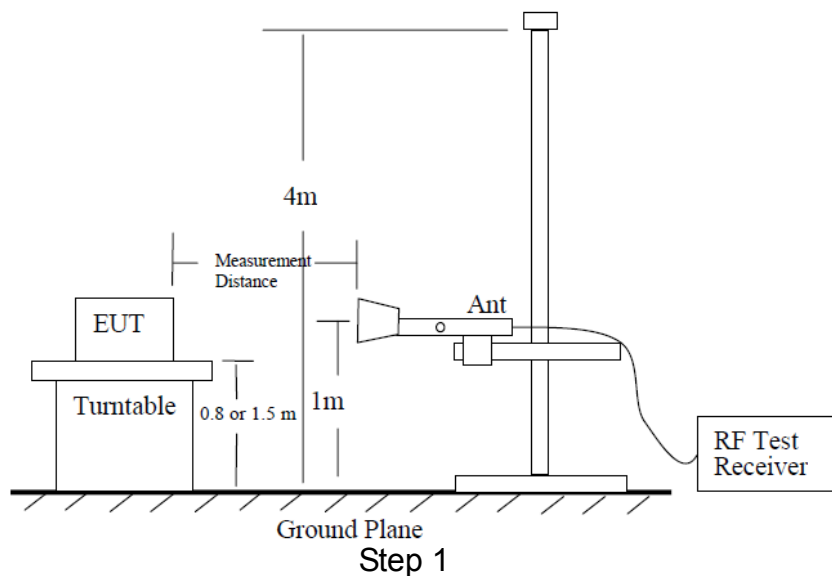 4m
Measurement
Distance
Ant
EUT
Turntable
0.8 or 1.5 m
1m
RF Test
Receiver
Ground Plane
Step 1